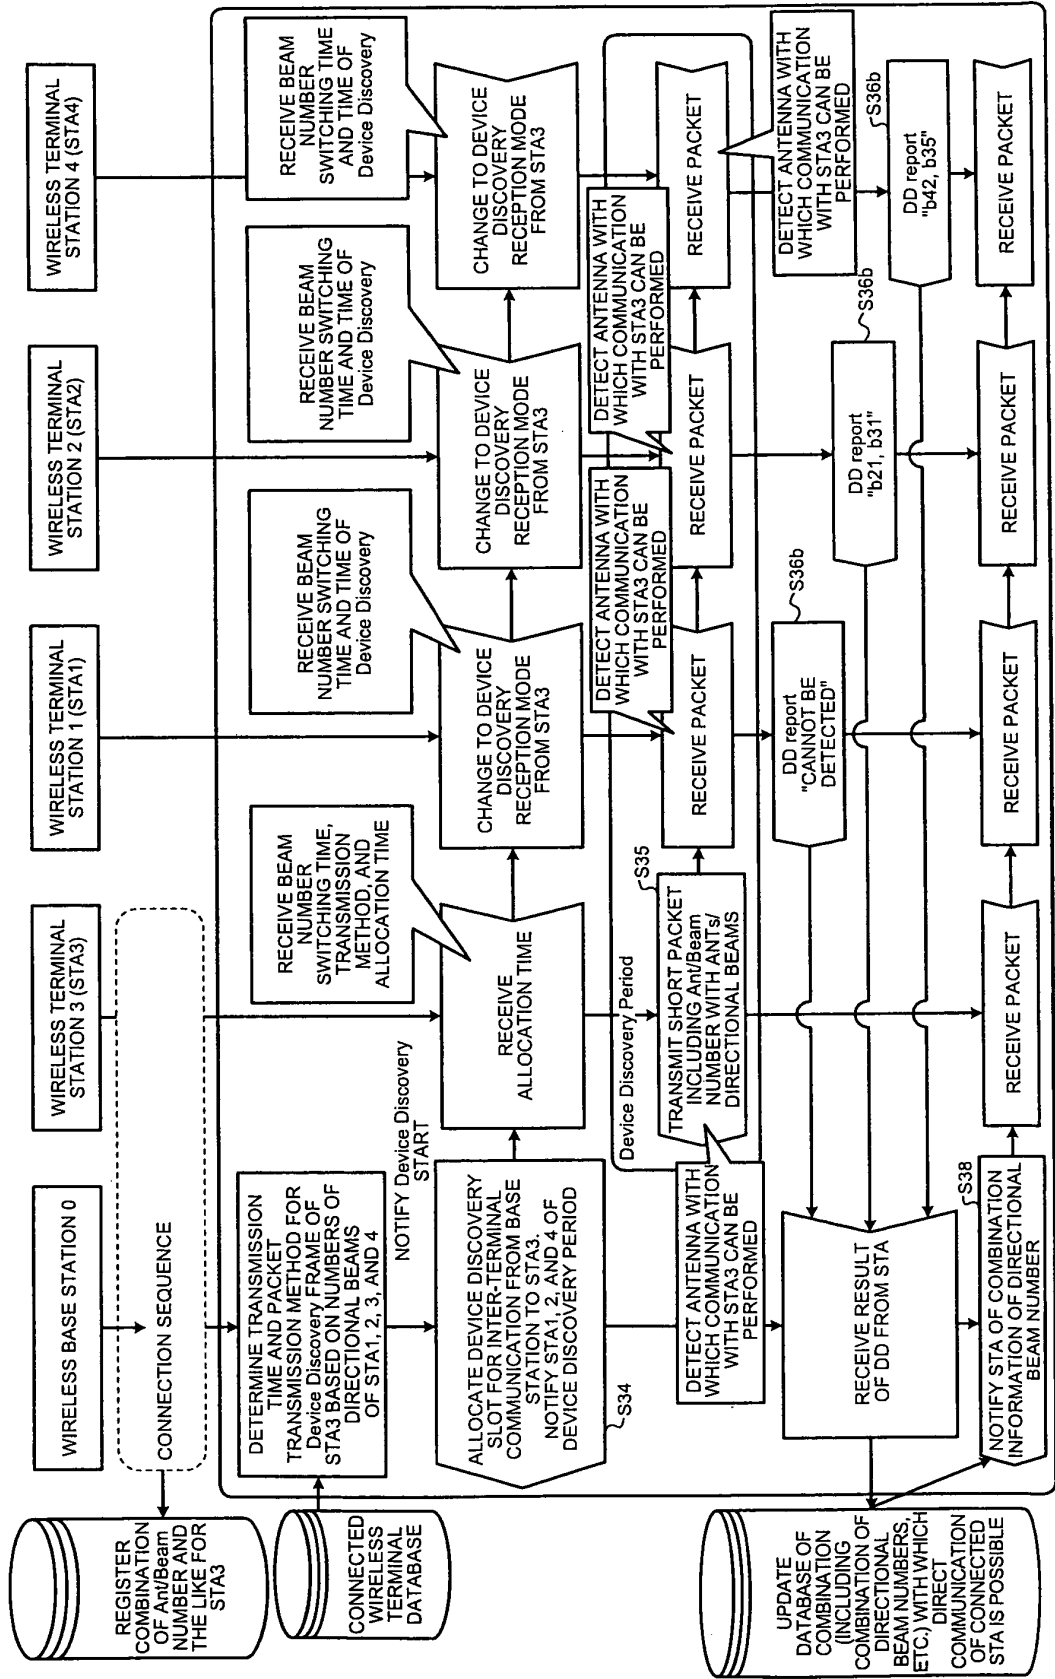 WIRELESS BASE STATION 0
WIRELESS TERMINAL
STATION 3 (STA3)
WIRELESS TERMINAL
STATION 1 (STA1)
WIRELESS TERMINAL
STATION 2 (STA2)
WIRELESS TERMINAL
STATION 4 (STA4)
REGISTER
COMBINATION
OF Ant/Beam
NUMBER AND
THE LIKE FOR
STA3
CONNECTION SEQUENCE
CONNECTED
WIRELESS
TERMINAL
DATABASE
DETERMINE TRANSMISSION
TIME AND PACKET
TRANSMISSION METHOD FOR
Device Discovery FRAME OF
STA3 BASED ON NUMBERS OF
DIRECTIONAL BEAMS
OF STA1, 2, 3, AND 4
RECEIVE BEAM
NUMBER
SWITCHING TIME,
TRANSMISSION
METHOD, AND
ALLOCATION TIME
RECEIVE BEAM
NUMBER SWITCHING
TIME AND TIME OF
Device Discovery
RECEIVE BEAM
NUMBER SWITCHING
TIME AND TIME OF
Device Discovery
RECEIVE BEAM
NUMBER
SWITCHING TIME
AND TIME OF
Device Discovery
NOTIFY Device Discovery
START
ALLOCATE DEVICE DISCOVERY
SLOT FOR INTER-TERMINAL
COMMUNICATION FROM BASE
STATION TO STA3.
NOTIFY STA1, 2, AND 4 OF
DEVICE DISCOVERY PERIOD
S34
RECEIVE
ALLOCATION TIME
CHANGE TO DEVICE
DISCOVERY
RECEPTION MODE
FROM STA3
CHANGE TO DEVICE
DISCOVERY
RECEPTION MODE
FROM STA3
CHANGE TO DEVICE
DISCOVERY
RECEPTION MODE
FROM STA3
Device Discovery Period
DETECT ANTENNA WITH
WHICH COMMUNICATION
WITH STA3 CAN BE
PERFORMED
DETECT ANTENNA WITH
WHICH COMMUNICATION
WITH STA3 CAN BE
PERFORMED
S35
TRANSMIT SHORT PACKET
INCLUDING Ant/Beam
NUMBER WITH ANTs/
DIRECTIONAL BEAMS
RECEIVE PACKET
RECEIVE PACKET
RECEIVE PACKET
DETECT ANTENNA WITH
WHICH COMMUNICATION
WITH STA3 CAN BE
PERFORMED
DETECT ANTENNA WITH
WHICH COMMUNICATION
WITH STA3 CAN BE
PERFORMED
S36b
DD report
"CANNOT BE
DETECTED"
S36b
DD report
"b21, b31"
S36b
DD report
"b42, b35"
RECEIVE RESULT
OF DD FROM STA
UPDATE
DATABASE OF
COMBINATION
(INCLUDING
COMBINATION OF
DIRECTIONAL
BEAM NUMBERS,
ETC.) WITH WHICH
DIRECT
COMMUNICATION
OF CONNECTED
STA IS POSSIBLE
S38
NOTIFY STA OF COMBINATION
INFORMATION OF DIRECTIONAL
BEAM NUMBER
RECEIVE PACKET
RECEIVE PACKET
RECEIVE PACKET
RECEIVE PACKET